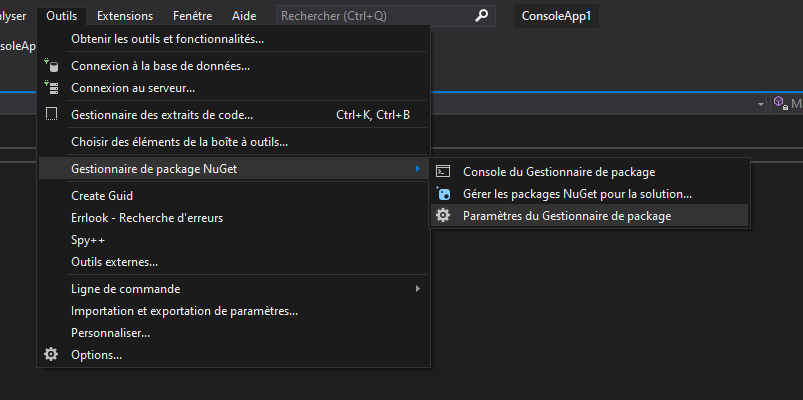 alyser Outils Extensions Fenêtre Aide Rechercher (Ctrl+Q) ConsoleApp1
soleAp
Obtenir les outils et fonctionnalités...
Connexion à la base de données...
Connexion au serveur...
Gestionnaire des extraits de code... Ctrl+K, Ctrl+B
M
Choisir des éléments de la boîte à outils...
Gestionnaire de package NuGet
Console du Gestionnaire de package
Gérer les packages NuGet pour la solution...
Paramètres du Gestionnaire de package
Create Guid
Errlook - Recherche d'erreurs
Spy++
Outils externes...
Ligne de commande
Importation et exportation de paramètres...
Personnaliser...
Options...